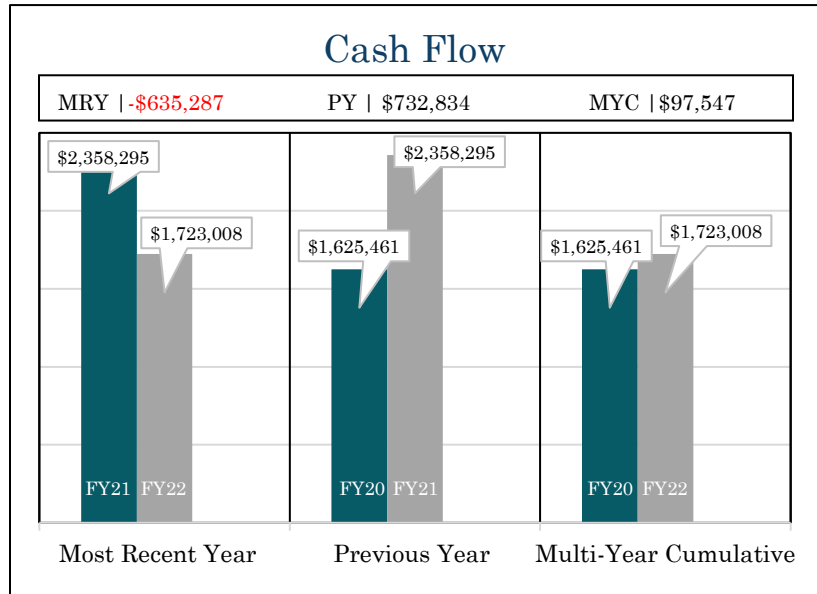 Cash Flow
MRY |-$635,287 PY | $732,834 MYC |$97,547
$2,358,295
$1,723,008
$1,625,461
$2,358,295
$1,625,461
$1,723,008
FY21 FY22
FY20 FY21
FY20 FY22
Most Recent Year
Previous Year
Multi-Year Cumulative